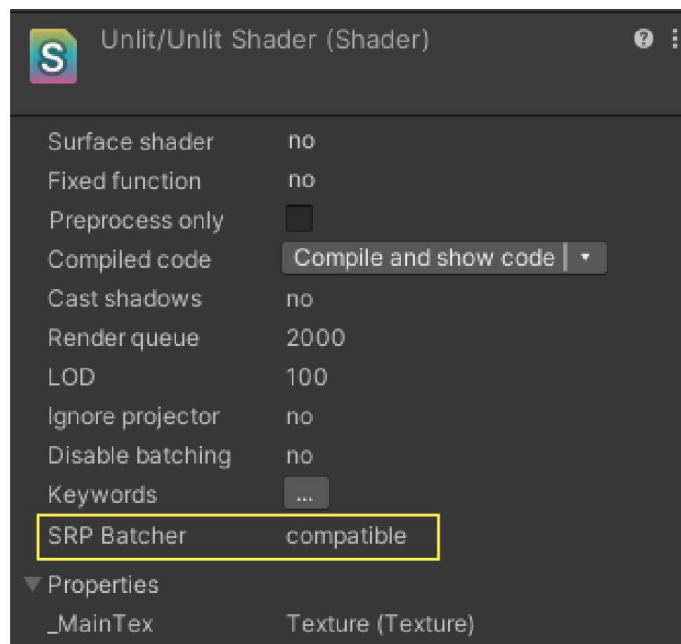 S Unlit/Unlit Shader (Shader) ?
Surface shader no
Fixed function no
Preprocess only
Compiled code Compile and show code
Cast shadows no
Render queue 2000
LOD 100
Ignore projector no
Disable batching no
Keywords ...
SRP Batcher compatible
Properties
_MainTex Texture (Texture)